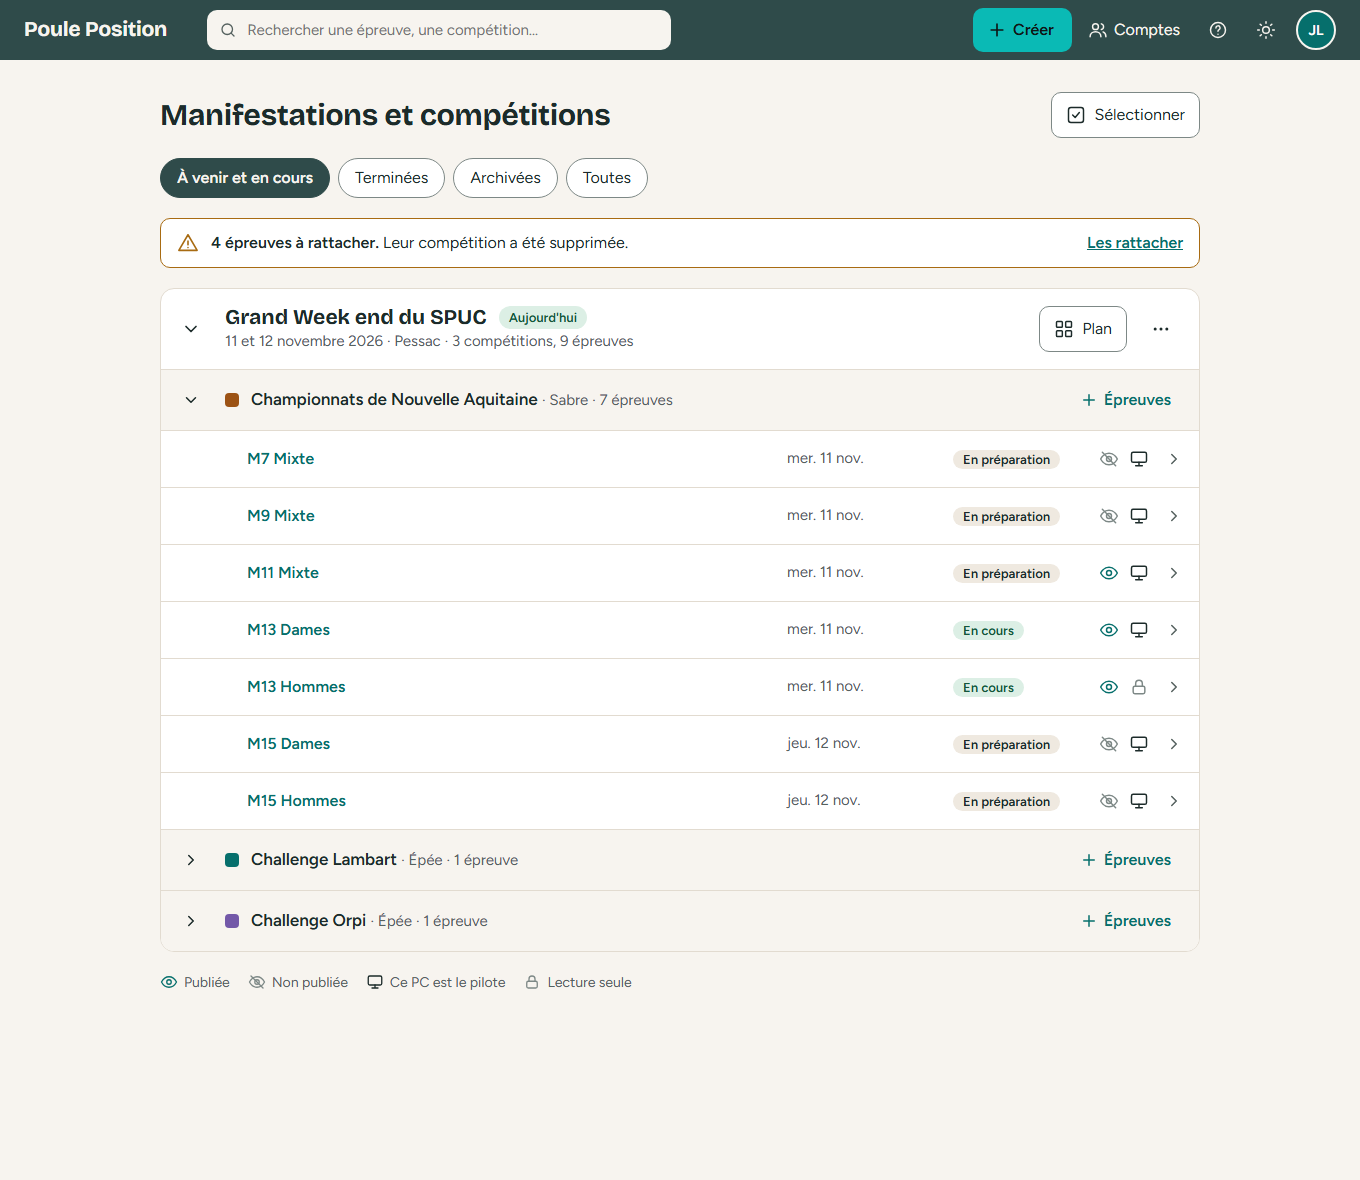 Poule Position
Rechercher une épreuve, une compétition...
Créer
Comptes
JL
Manifestations et compétitions
Sélectionner
À venir et en cours
Terminées
Archivées
Toutes
4 épreuves à rattacher. Leur compétition a été supprimée.
Les rattacher
Grand Week end du SPUC
Aujourd'hui
11 et 12 novembre 2026 · Pessac · 3 compétitions, 9 épreuves
Plan
Championnats de Nouvelle Aquitaine · Sabre · 7 épreuves
Épreuves
M7 Mixte
mer. 11 nov.
En préparation
M9 Mixte
mer. 11 nov.
En préparation
M11 Mixte
mer. 11 nov.
En préparation
M13 Dames
mer. 11 nov.
En cours
M13 Hommes
mer. 11 nov.
En cours
M15 Dames
jeu. 12 nov.
En préparation
M15 Hommes
jeu. 12 nov.
En préparation
Challenge Lambart · Épée · 1 épreuve
Épreuves
Challenge Orpi · Épée · 1 épreuve
Épreuves
Publiée
Non publiée
Ce PC est le pilote
Lecture seule